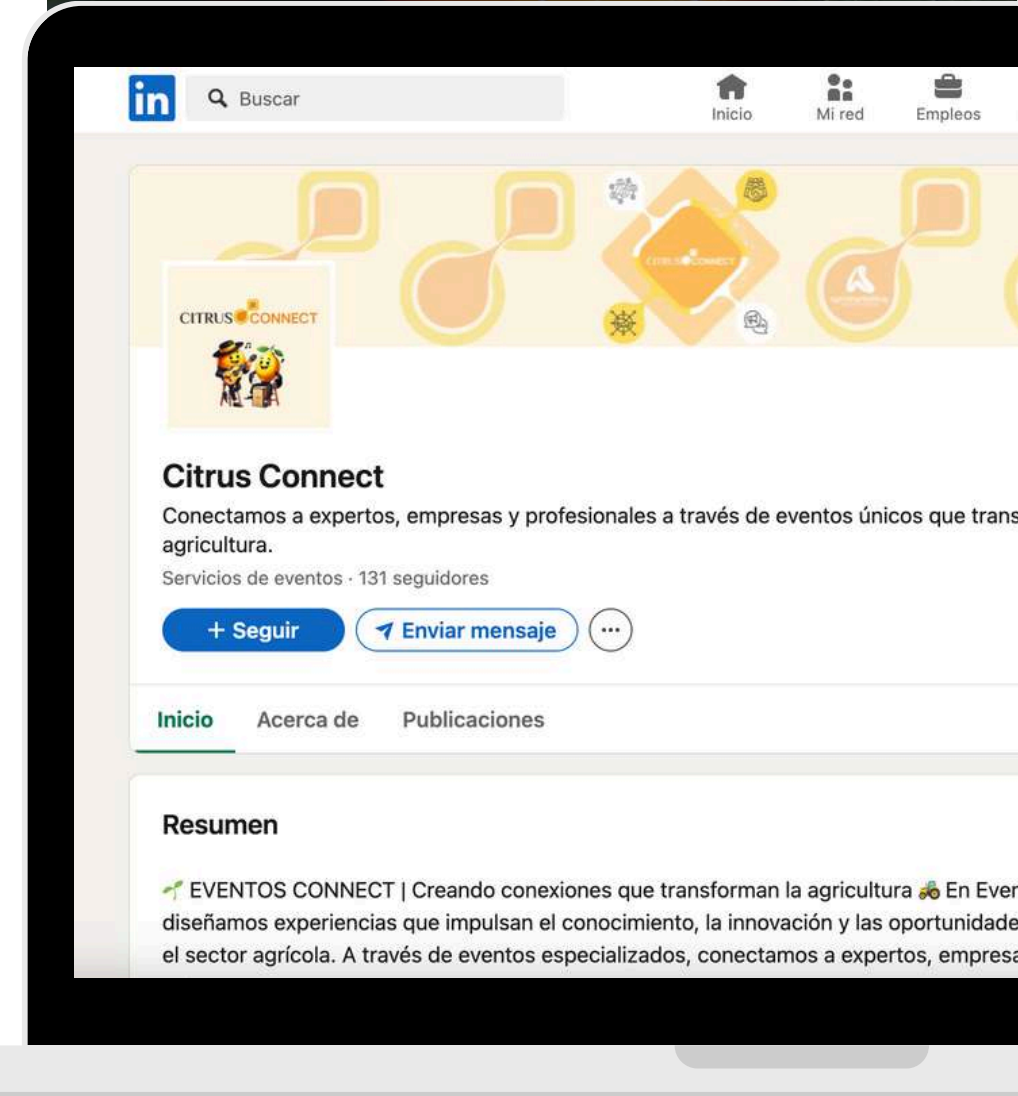 in
Buscar
Inicio
Mi red
Empleos
CITRUS CONNECT
CITRUS CONNECT
Citrus Connect
Conectamos a expertos, empresas y profesionales a través de eventos únicos que trans
agricultura.
Servicios de eventos · 131 seguidores
+ Seguir
Enviar mensaje
Inicio
Acerca de
Publicaciones
Resumen
🌱 EVENTOS CONNECT | Creando conexiones que transforman la agricultura 🚜 En Even
diseñamos experiencias que impulsan el conocimiento, la innovación y las oportunidade
el sector agrícola. A través de eventos especializados, conectamos a expertos, empresa